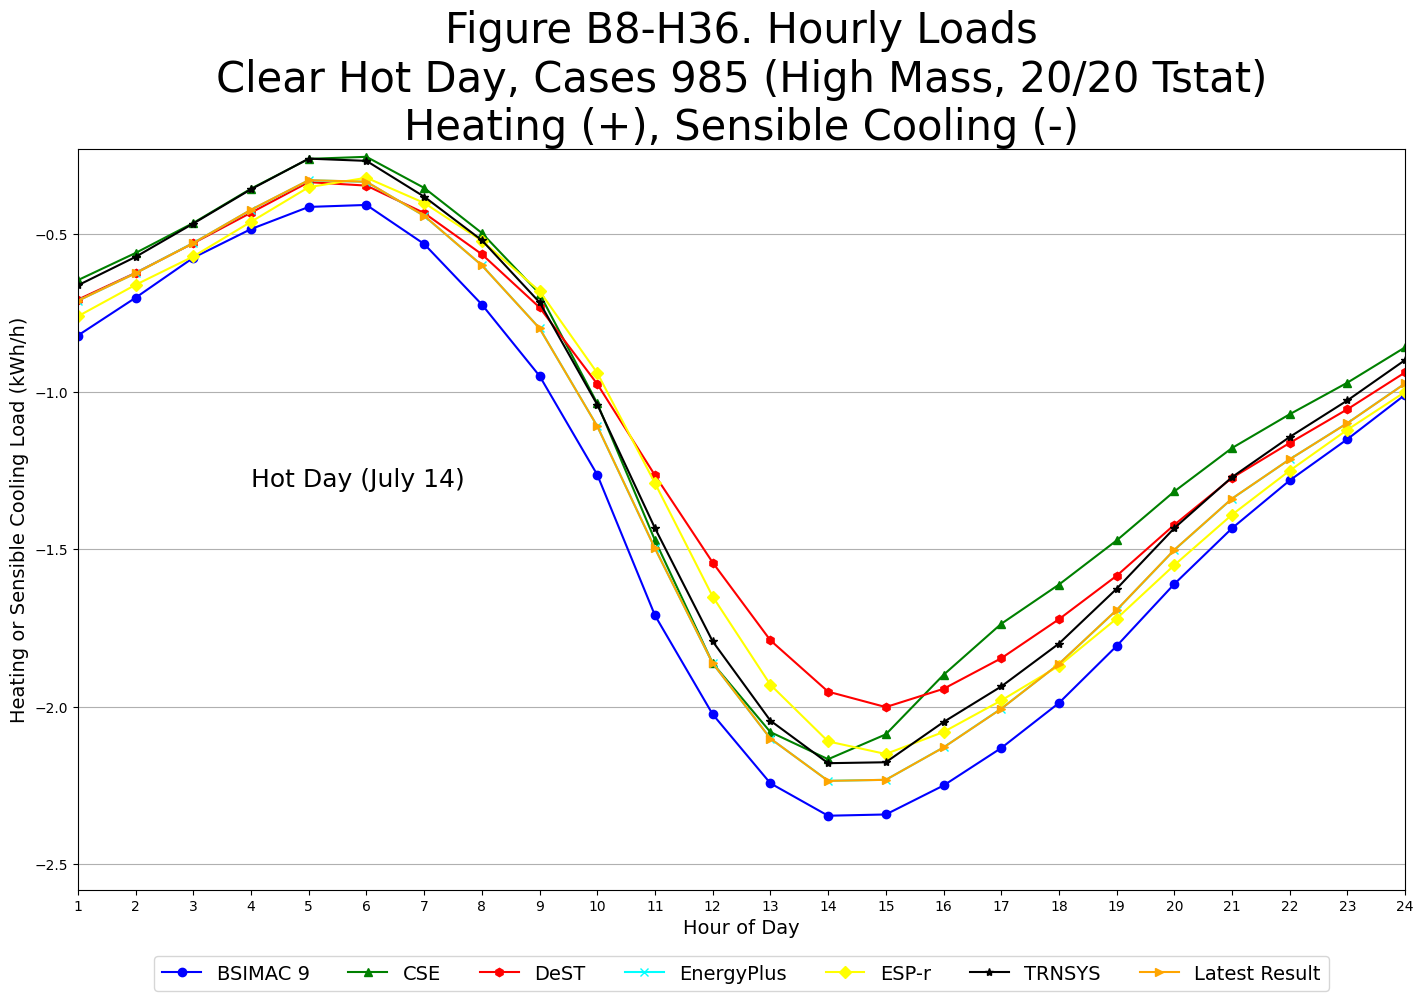 Figure B8-H36. Hourly Loads
Clear Hot Day, Cases 985 (High Mass, 20/20 Tstat)
Heating (+), Sensible Cooling (-)
Heating or Sensible Cooling Load (kWh/h)
−0.5
−1.0
−1.5
−2.0
−2.5
Hot Day (July 14)
1 2 3 4 5 6 7 8 9 10 11 12 13 14 15 16 17 18 19 20 21 22 23 24
Hour of Day
BSIMAC 9 CSE DeST EnergyPlus ESP-r TRNSYS Latest Result